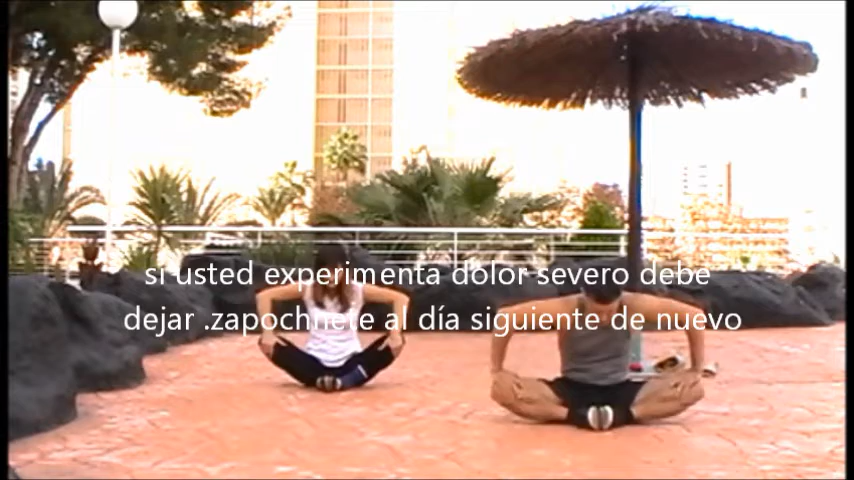 si usted experimenta dolor severo debe
dejar .zapochnete al día siguiente de nuevo